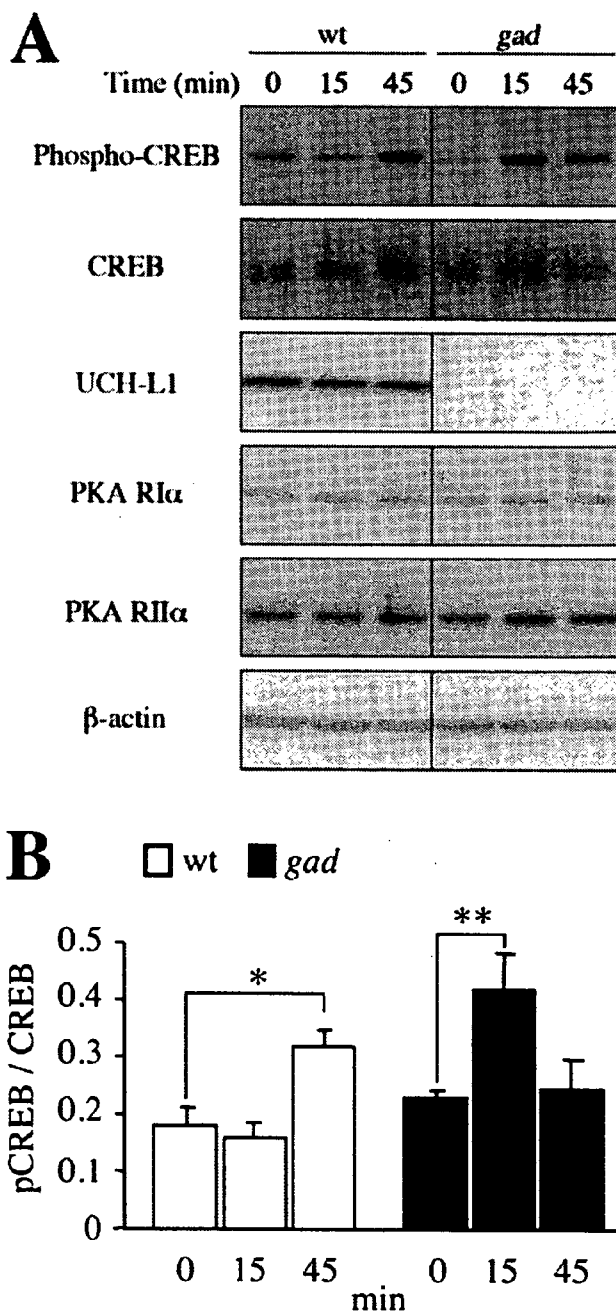 A
wt gad
Time (min) 0 15 45 0 15 45
Phospho-CREB
CREB
UCH-L1
PKA RIα
PKA RIIα
β-actin
B
wt gad
**
0.5
*
0.4
0.3
0.2
0.1
0
pCREB / CREB
0 15 45 0 15 45
min